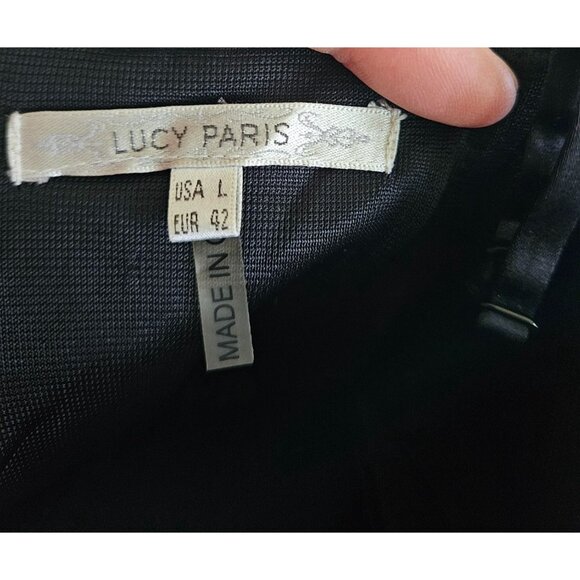 LUCY PARIS
USA L
EUR 42
MADE IN C